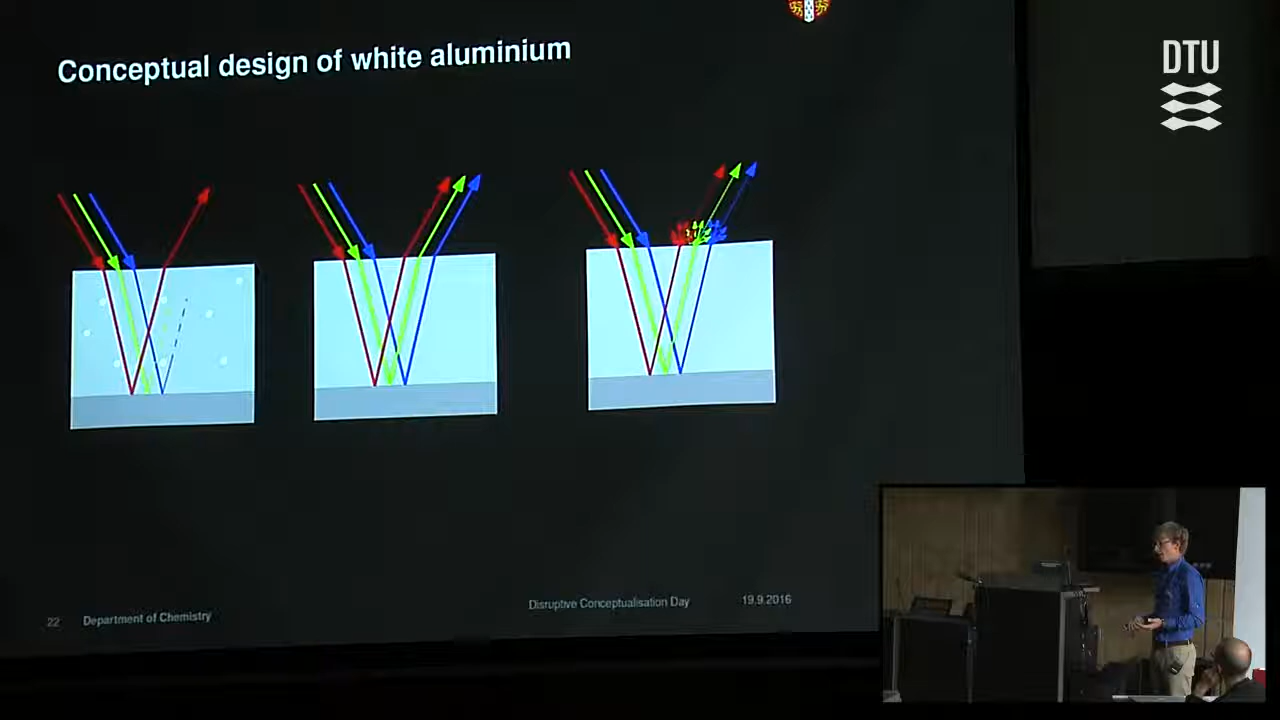 Conceptual design of white aluminium
DTU
22 Department of Chemistry
Disruptive Conceptualisation Day 19.9.2016